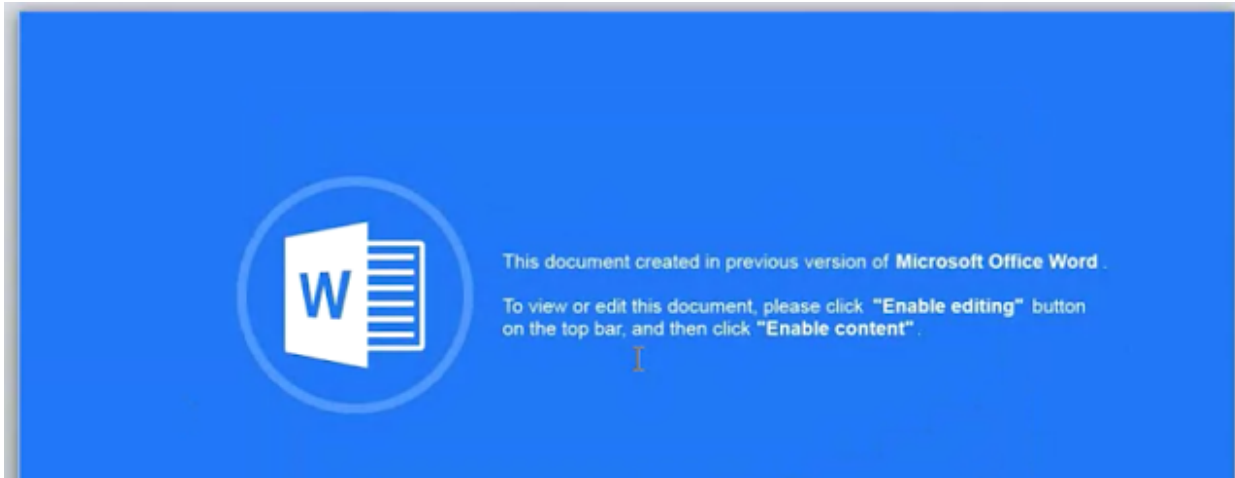 W
This document created in previous version of Microsoft Office Word .
To view or edit this document, please click "Enable editing" button
on the top bar, and then click "Enable content" .